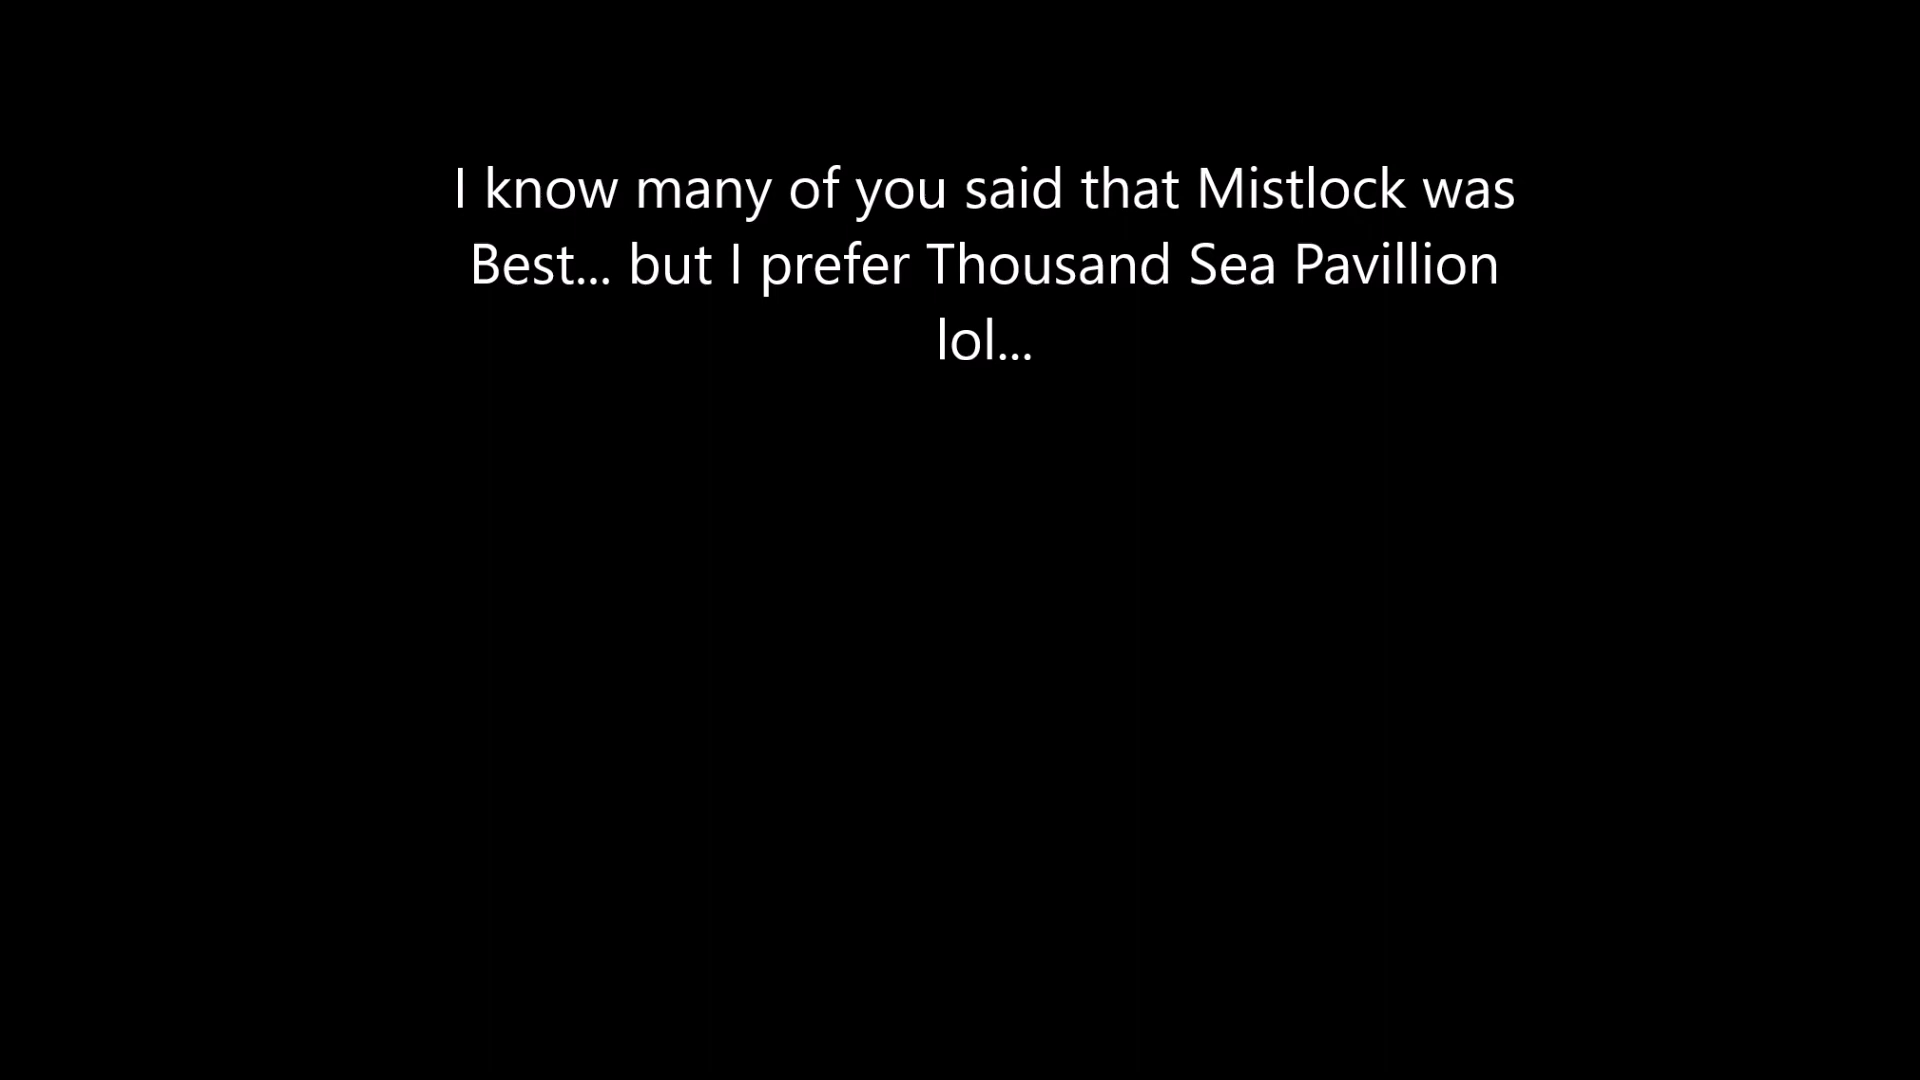 I know many of you said that Mistlock was
Best... but I prefer Thousand Sea Pavillion
lol...